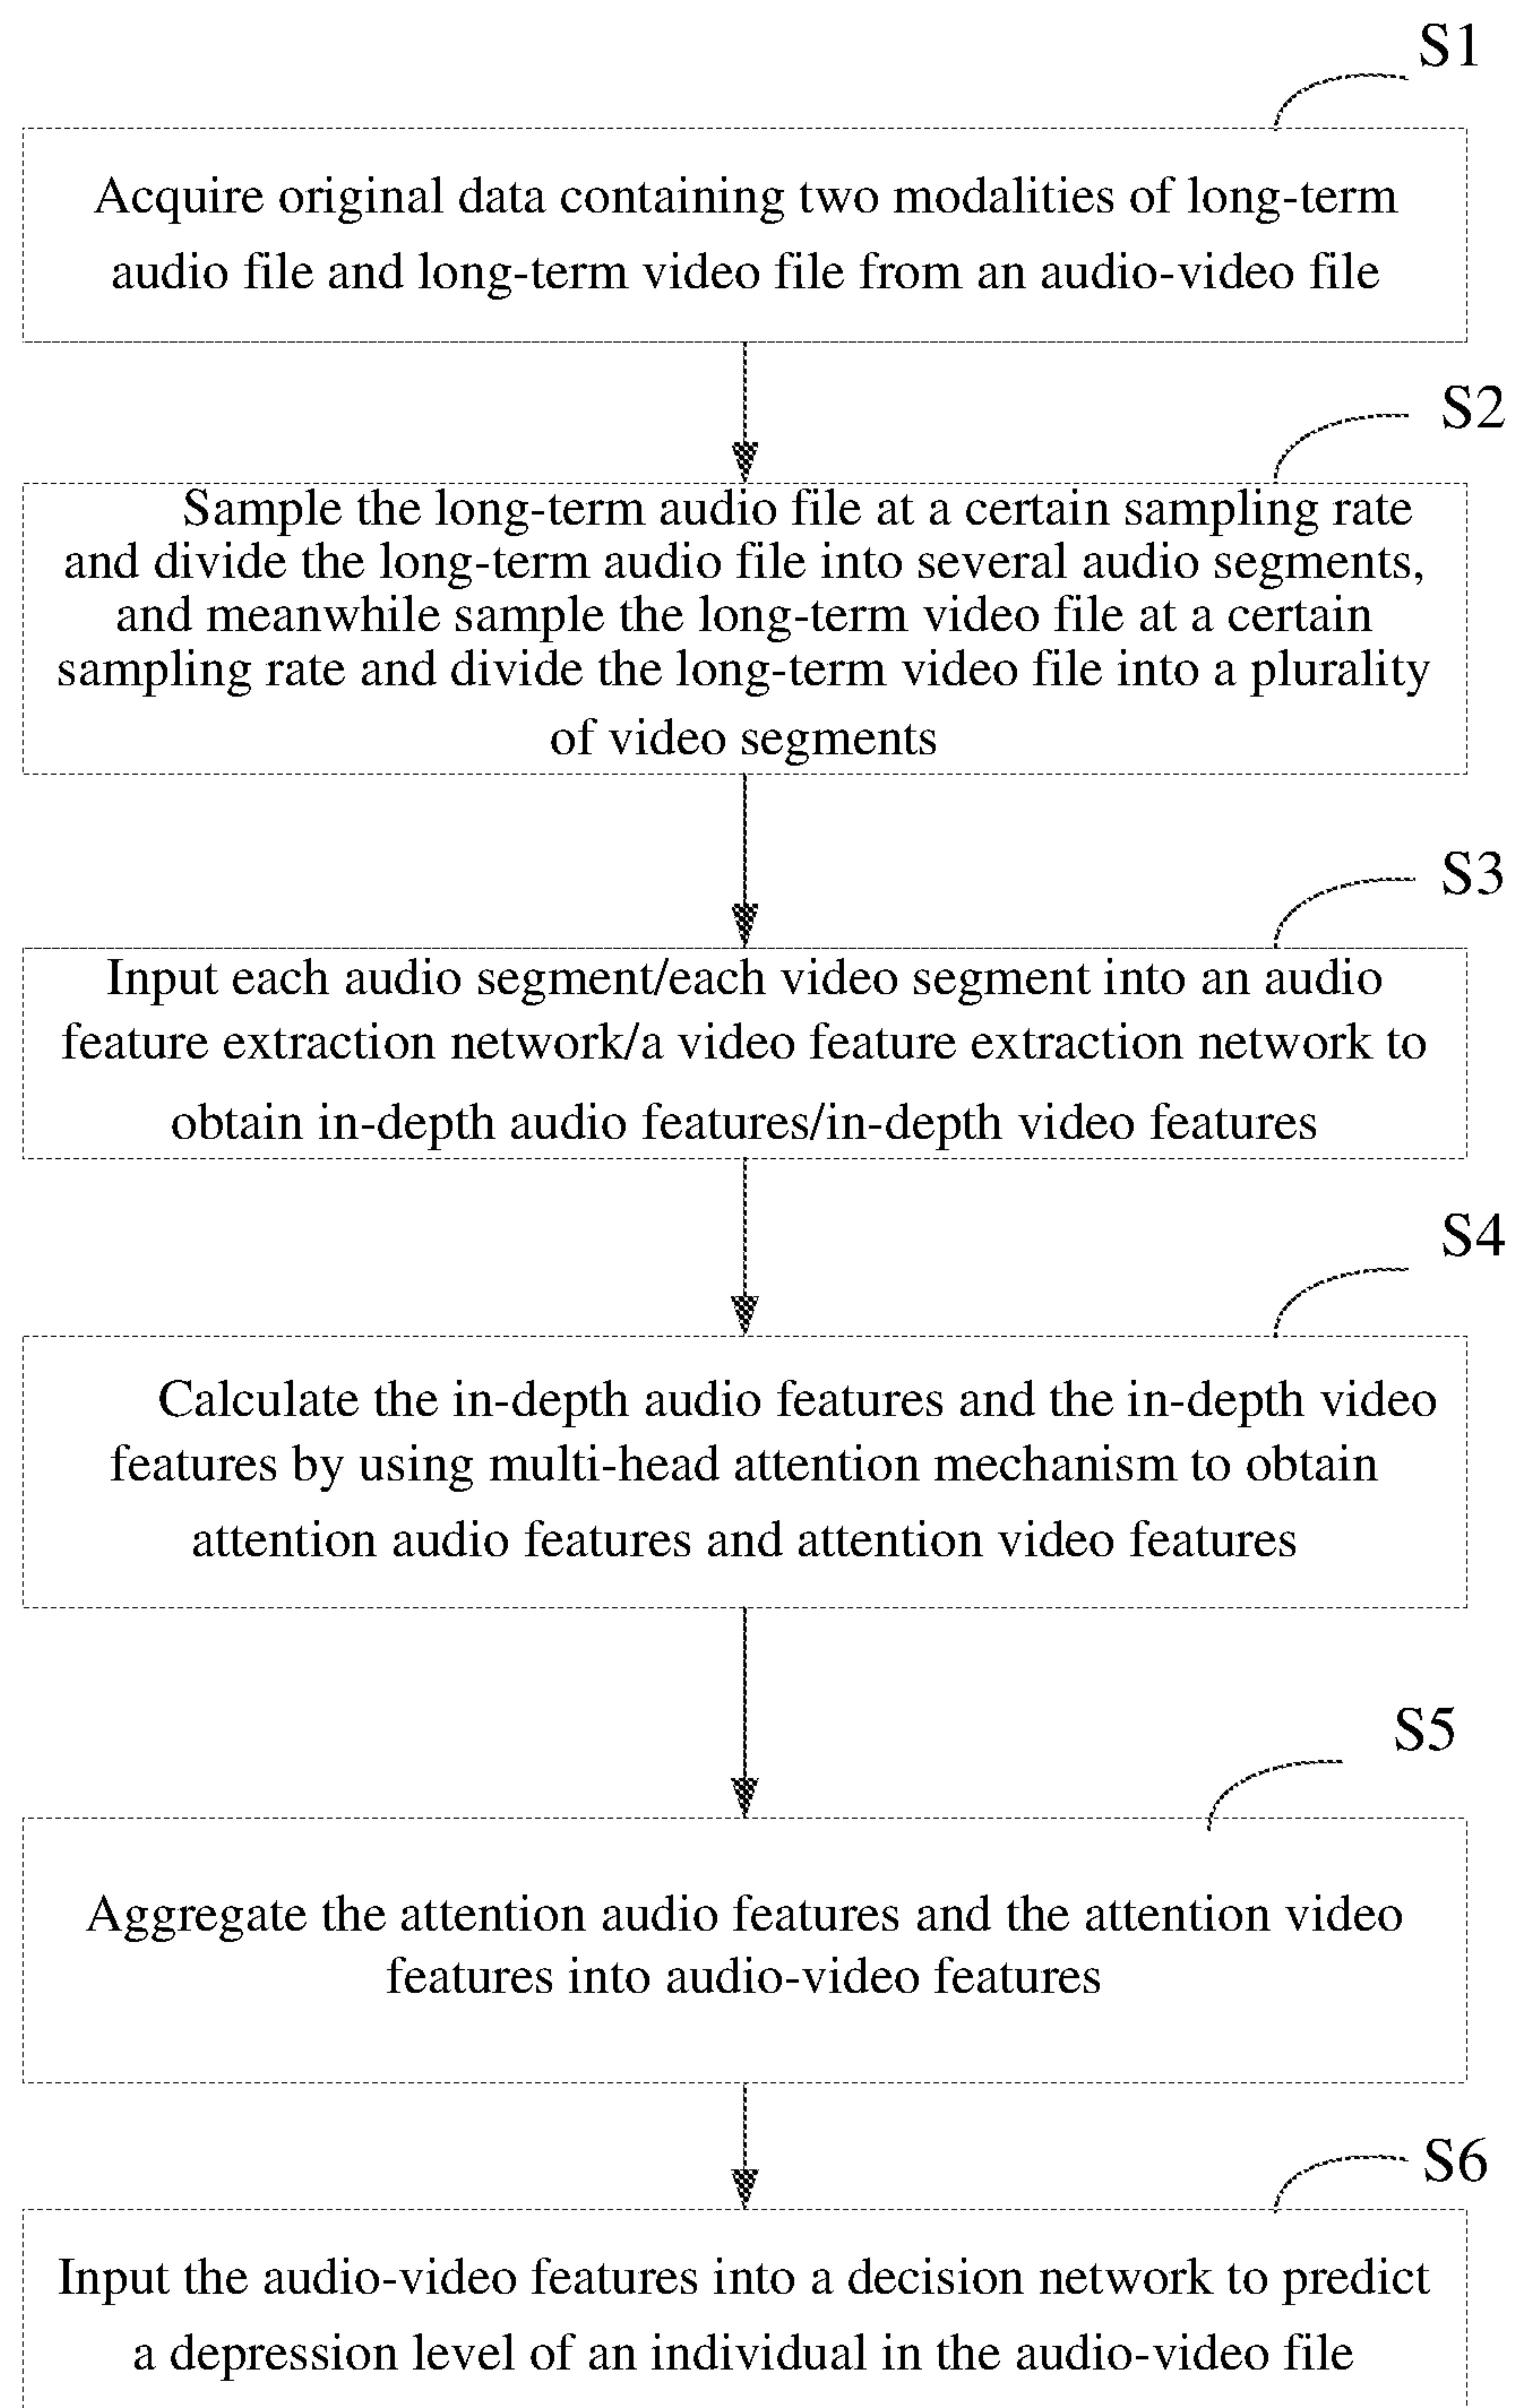 S1
Acquire original data containing two modalities of long-term
audio file and long-term video file from an audio-video file
S2
Sample the long-term audio file at a certain sampling rate
and divide the long-term audio file into several audio segments,
and meanwhile sample the long-term video file at a certain
sampling rate and divide the long-term video file into a plurality
of video segments
S3
Input each audio segment/each video segment into an audio
feature extraction network/a video feature extraction network to
obtain in-depth audio features/in-depth video features
S4
Calculate the in-depth audio features and the in-depth video
features by using multi-head attention mechanism to obtain
attention audio features and attention video features
S5
Aggregate the attention audio features and the attention video
features into audio-video features
S6
Input the audio-video features into a decision network to predict
a depression level of an individual in the audio-video file